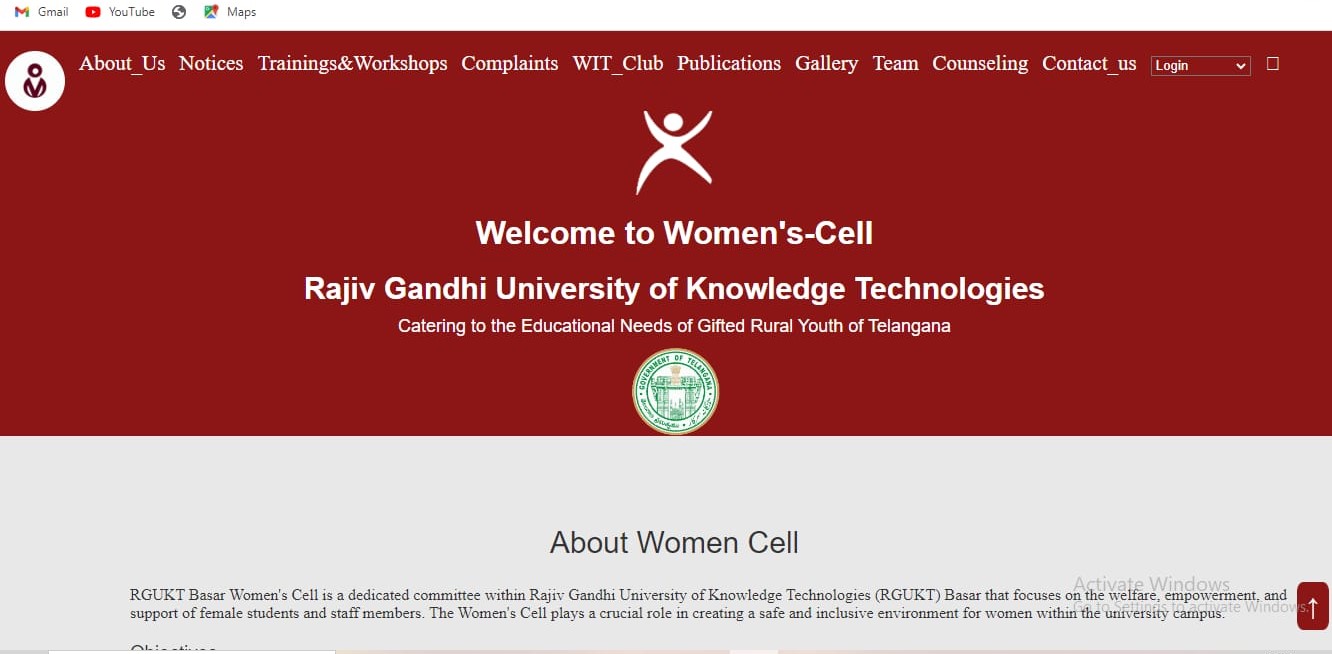 Gmail YouTube Maps
About_Us Notices Trainings&Workshops Complaints WIT_Club Publications Gallery Team Counseling Contact_us Login
Welcome to Women's-Cell
Rajiv Gandhi University of Knowledge Technologies
Catering to the Educational Needs of Gifted Rural Youth of Telangana
GOVERNMENT OF TELANGANA
About Women Cell
Activate Windows
Go to Settings to activate Windows.
RGUKT Basar Women's Cell is a dedicated committee within Rajiv Gandhi University of Knowledge Technologies (RGUKT) Basar that focuses on the welfare, empowerment, and
support of female students and staff members. The Women's Cell plays a crucial role in creating a safe and inclusive environment for women within the university campus.
Objectives